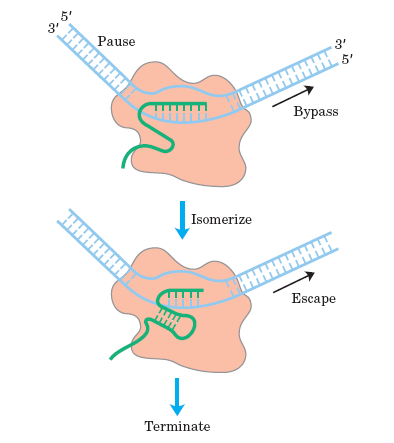 5′
3′
Pause
3′
5′
Bypass
Isomerize
Escape
Terminate